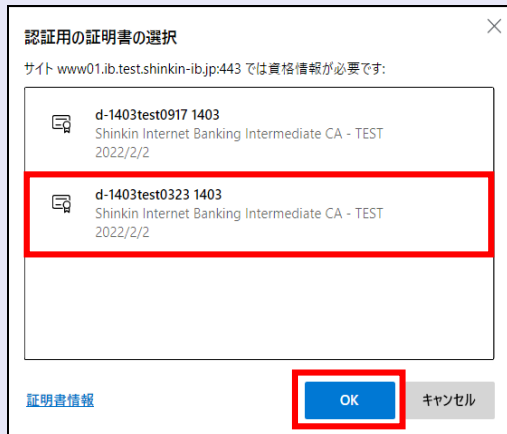 認証用の証明書の選択
サイト www01.ib.test.shinkin-ib.jp:443 では資格情報が必要です:
d-1403test0917 1403
Shinkin Internet Banking Intermediate CA - TEST
2022/2/2
d-1403test0323 1403
Shinkin Internet Banking Intermediate CA - TEST
2022/2/2
証明書情報
OK
キャンセル